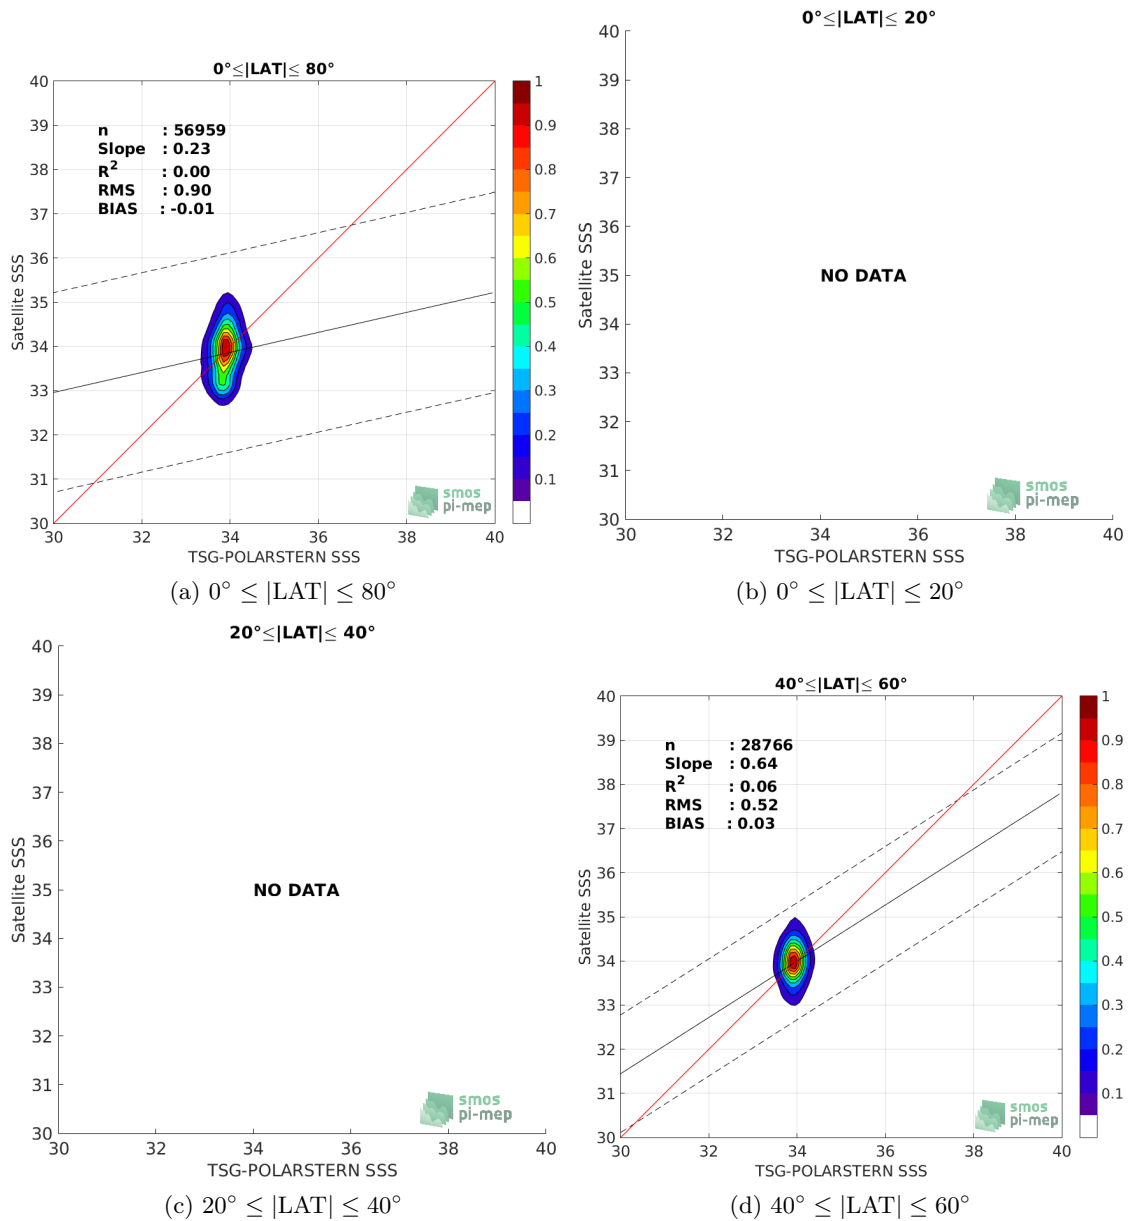 0°≤|LAT|≤ 80°
40
39
38
37
36
35
34
33
32
31
30
Satellite SSS
n : 56959
Slope : 0.23
R² : 0.00
RMS : 0.90
BIAS : -0.01
smos
pi-mep
30 32 34 36 38 40
TSG-POLARSTERN SSS
1
0.9
0.8
0.7
0.6
0.5
0.4
0.3
0.2
0.1
(a) 0° ≤ |LAT| ≤ 80°
0°≤|LAT|≤ 20°
40
39
38
37
36
35
34
33
32
31
30
Satellite SSS
NO DATA
smos
pi-mep
30 32 34 36 38 40
TSG-POLARSTERN SSS
(b) 0° ≤ |LAT| ≤ 20°
20°≤|LAT|≤ 40°
40
39
38
37
36
35
34
33
32
31
30
Satellite SSS
NO DATA
smos
pi-mep
30 32 34 36 38 40
TSG-POLARSTERN SSS
(c) 20° ≤ |LAT| ≤ 40°
40°≤|LAT|≤ 60°
40
39
38
37
36
35
34
33
32
31
30
Satellite SSS
n : 28766
Slope : 0.64
R² : 0.06
RMS : 0.52
BIAS : 0.03
smos
pi-mep
30 32 34 36 38 40
TSG-POLARSTERN SSS
1
0.9
0.8
0.7
0.6
0.5
0.4
0.3
0.2
0.1
(d) 40° ≤ |LAT| ≤ 60°